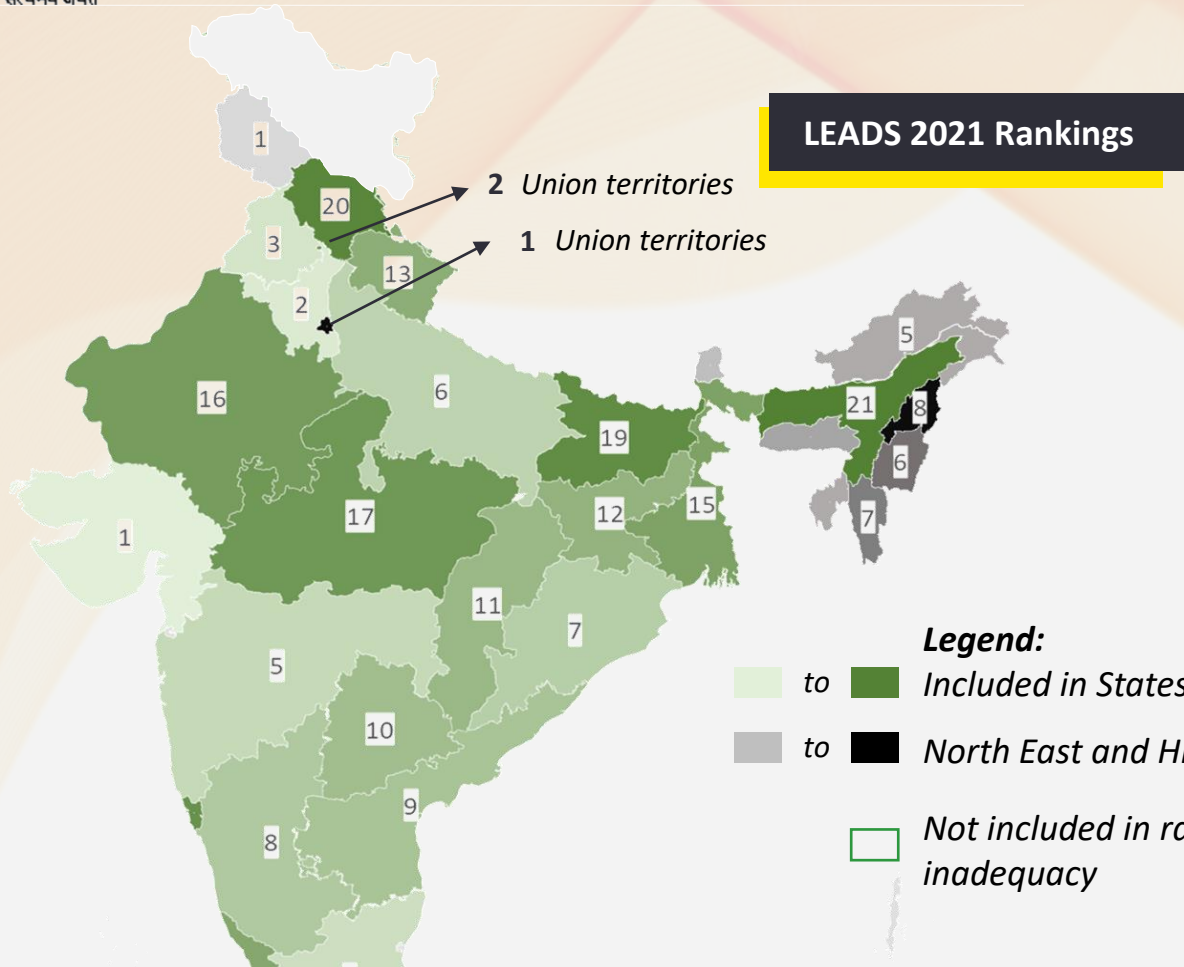 LEADS 2021 Rankings
1
20
2 Union territories
3
1 Union territories
13
2
5
6
16
21
8
19
6
17
12
15
7
1
11
7
5
10
9
8
Legend:
to Included in States
to North East and Hi
Not included in ra
inadequacy